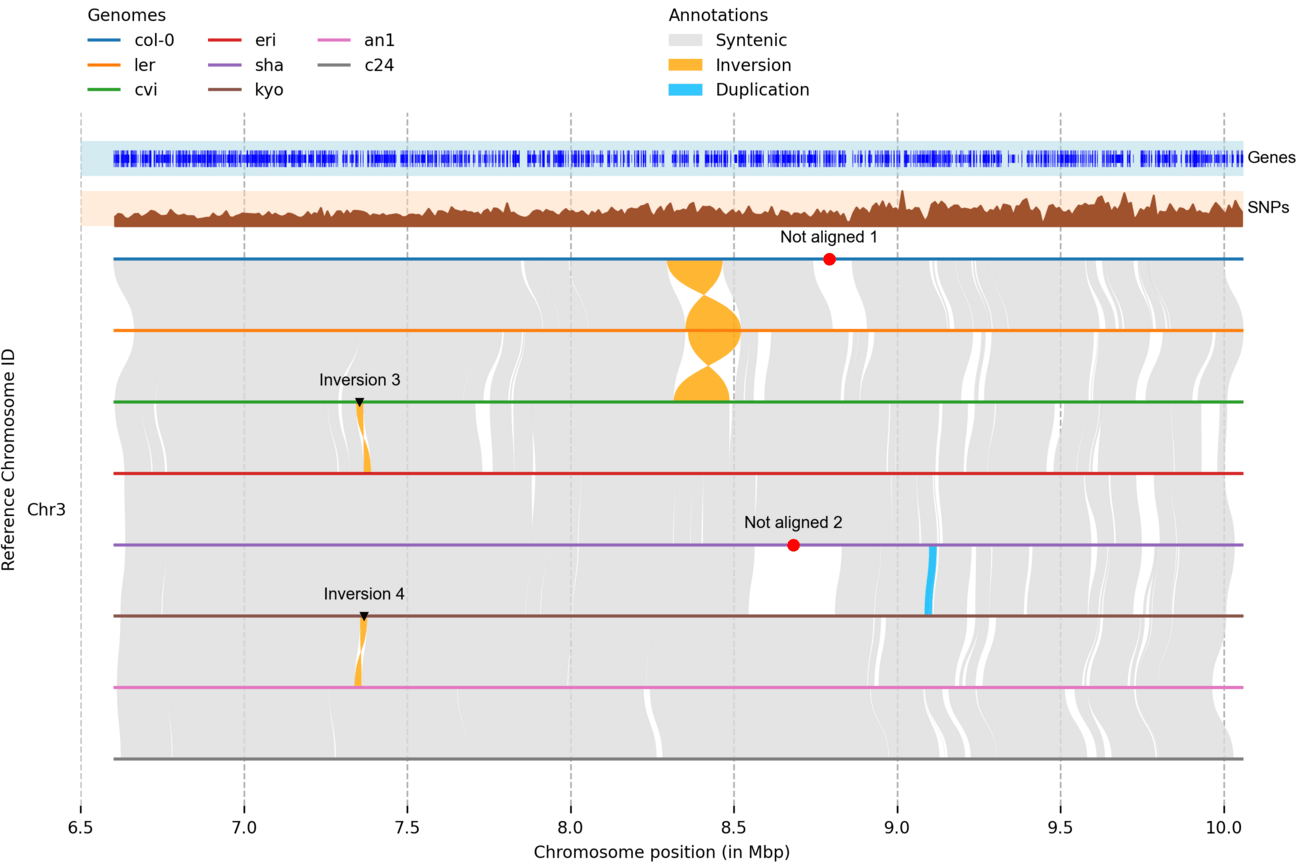 Genomes
col-0
ler
cvi
eri
sha
kyo
an1
c24
Annotations
Syntenic
Inversion
Duplication
Genes
SNPs
Not aligned 1
Inversion 3
Reference Chromosome ID
Chr3
Not aligned 2
Inversion 4
6.5 7.0 7.5 8.0 8.5 9.0 9.5 10.0
Chromosome position (in Mbp)